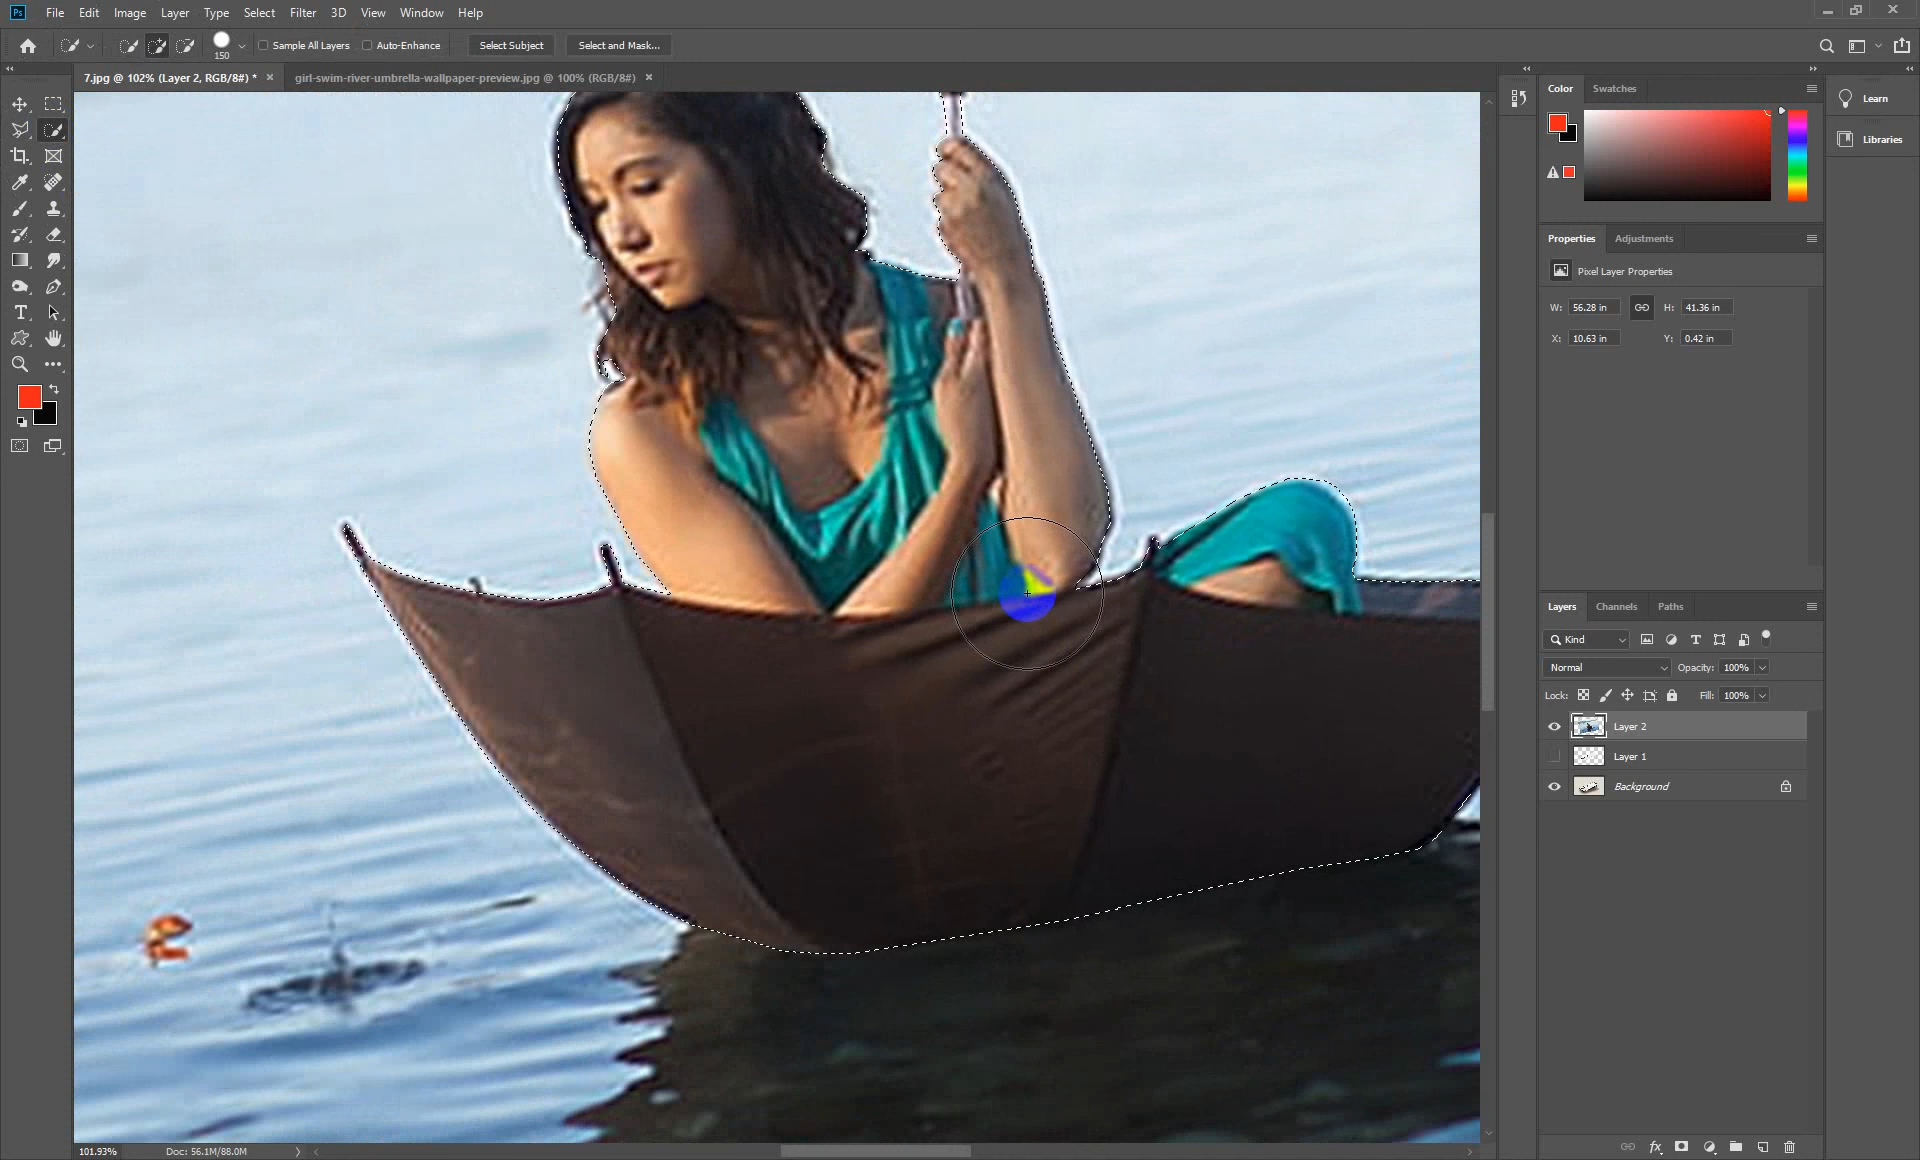 Ps File Edit Image Layer Type Select Filter 3D View Window Help
150 Sample All Layers Auto-Enhance Select Subject Select and Mask...
7.jpg @ 102% (Layer 2, RGB/8#) * × girl-swim-river-umbrella-wallpaper-preview.jpg @ 100% (RGB/8#) ×
Color Swatches
Learn
Libraries
Properties Adjustments
Pixel Layer Properties
W: 56.28 in H: 41.36 in
X: 10.63 in Y: 0.42 in
Layers Channels Paths
Kind
Normal Opacity: 100%
Lock: Fill: 100%
Layer 2
Layer 1
Background
101.93% Doc: 56.1M/88.0M